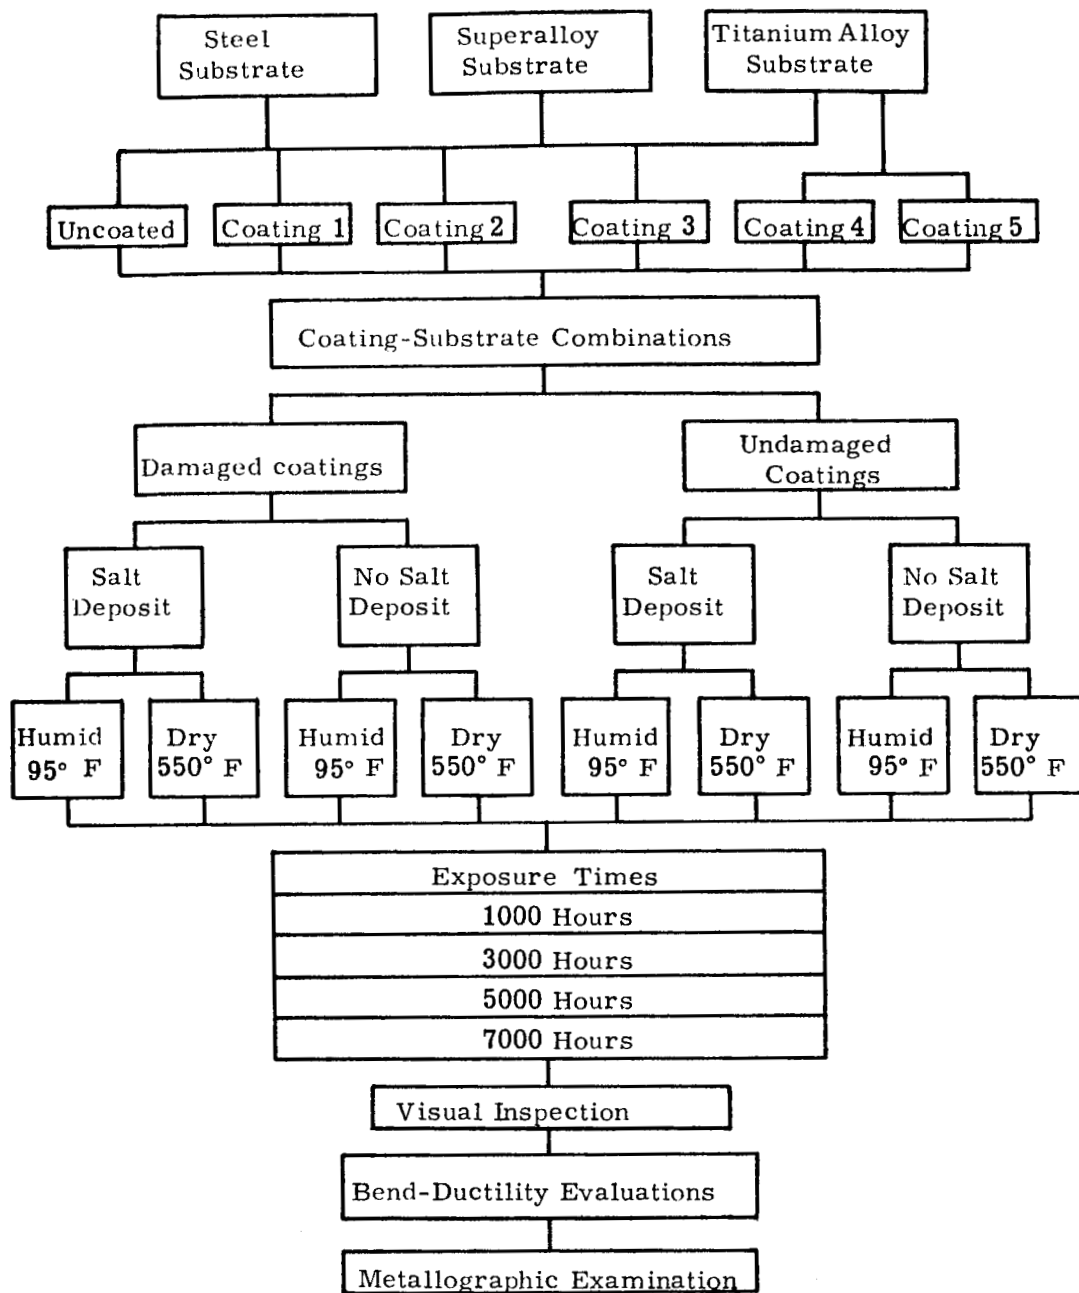 Steel
Substrate
Superalloy
Substrate
Titanium Alloy
Substrate
Uncoated
Coating 1
Coating 2
Coating 3
Coating 4
Coating 5
Coating-Substrate Combinations
Damaged coatings
Undamaged
Coatings
Salt
Deposit
No Salt
Deposit
Salt
Deposit
No Salt
Deposit
Humid
95° F
Dry
550° F
Humid
95° F
Dry
550° F
Humid
95° F
Dry
550° F
Humid
95° F
Dry
550° F
Exposure Times
1000 Hours
3000 Hours
5000 Hours
7000 Hours
Visual Inspection
Bend-Ductility Evaluations
Metallographic Examination